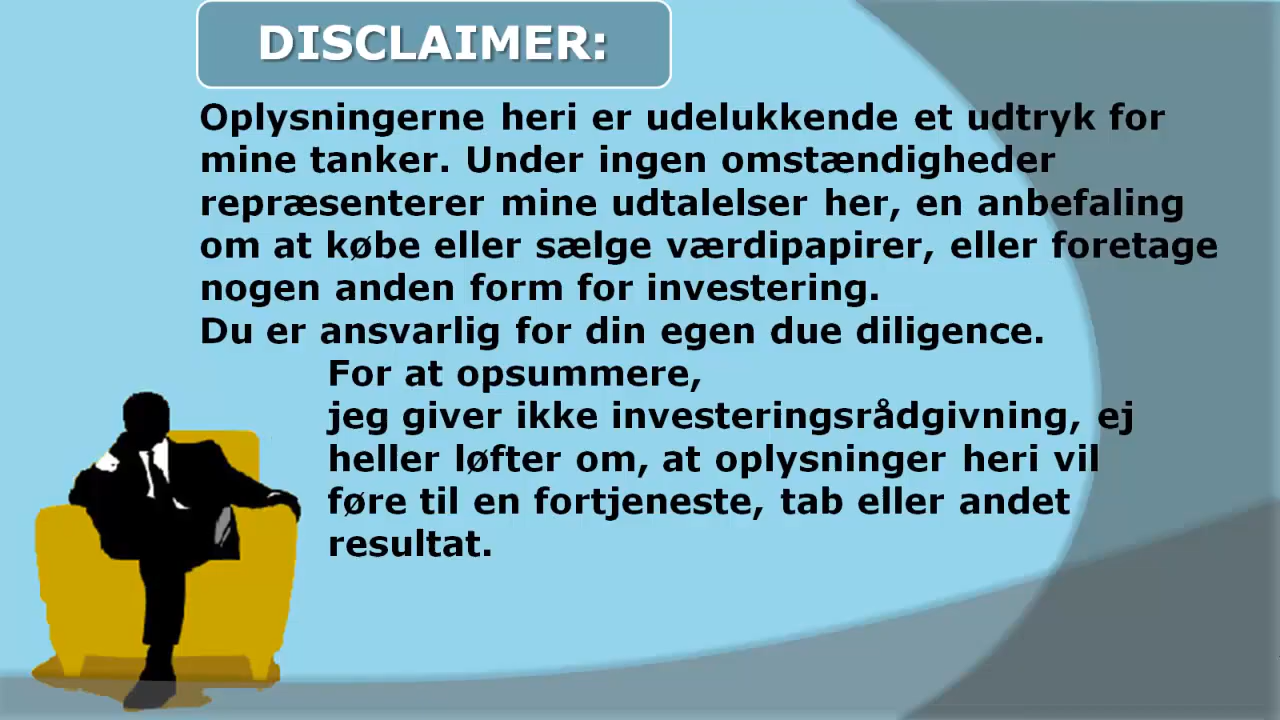 DISCLAIMER:
Oplysningerne heri er udelukkende et udtryk for
mine tanker. Under ingen omstændigheder
repræsenterer mine udtalelser her, en anbefaling
om at købe eller sælge værdipapirer, eller foretage
nogen anden form for investering.
Du er ansvarlig for din egen due diligence.
For at opsummere,
jeg giver ikke investeringsrådgivning, ej
heller løfter om, at oplysninger heri vil
føre til en fortjeneste, tab eller andet
resultat.